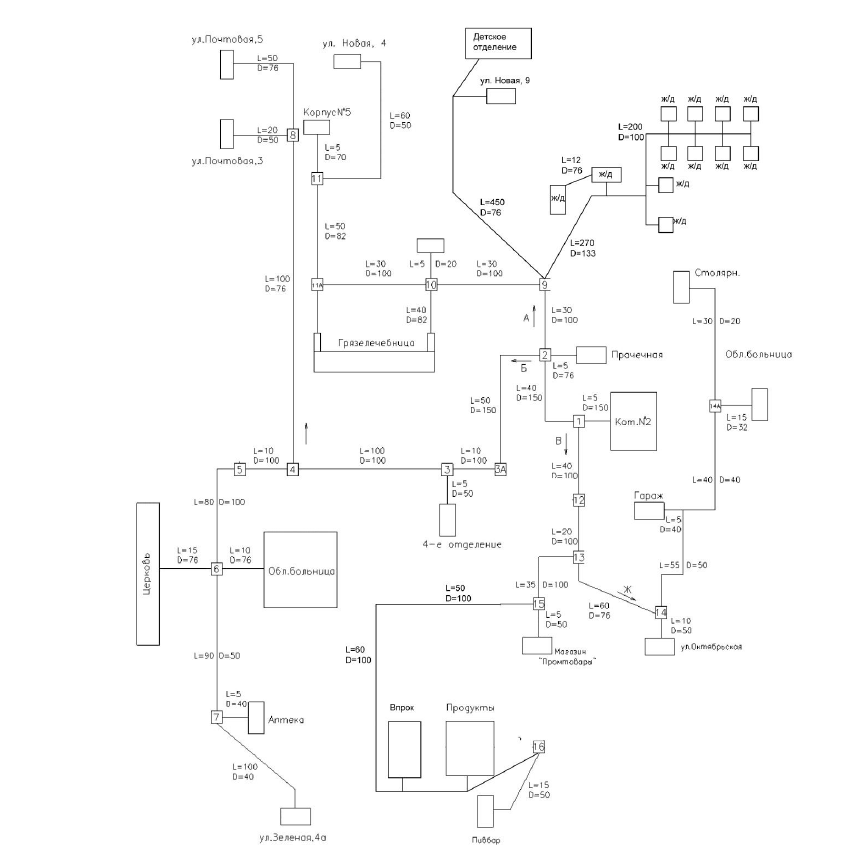 Детское
отделение
ул.Почтовая,5
ул. Новая, 4
L=50
D=76
ул. Новая, 9
ж/д ж/д ж/д ж/д
Корпус№5
L=60
D=50
L=20
D=50
8
L=200
D=100
ул.Почтовая,3
L=5
D=70
L=12
D=76
ж/д
ж/д ж/д ж/д ж/д
11
ж/д
ж/д
L=450
D=76
ж/д
L=50
D=82
L=270
D=133
L=30
D=100
L=5 D=20
L=30
D=100
L=100
D=76
11А
10
9
Столярн.
L=40
D=82
А
L=30
D=100
L=30 D=20
Грязелечебница
2
Прачечная
Обл.больница
Б
L=5
D=76
L=50
D=150
L=40
D=150
L=5
D=150
14А
L=15
D=32
1
Кот.№2
В
L=10
D=100
L=100
D=100
L=10
D=100
5
4
3
3А
L=40
D=100
L=5
D=50
L=40 D=40
L=80 D=100
12
Гараж
L=5
D=40
4-е отделение
L=20
D=100
L=15
D=76
L=10
D=76
13
Церковь
6
Обл.больница
L=35 D=100
L=55 D=50
L=50
D=100
Ж
15
L=60
D=76
14
L=5
D=50
L=10
D=50
L=60
D=100
L=90 D=50
Магазин
"Промтовары"
ул.Октябрьская
L=5
D=40
7
Аптека
Впрок
Продукты
16
L=100
D=40
L=15
D=50
ул.Зеленая,4а
Пивбар